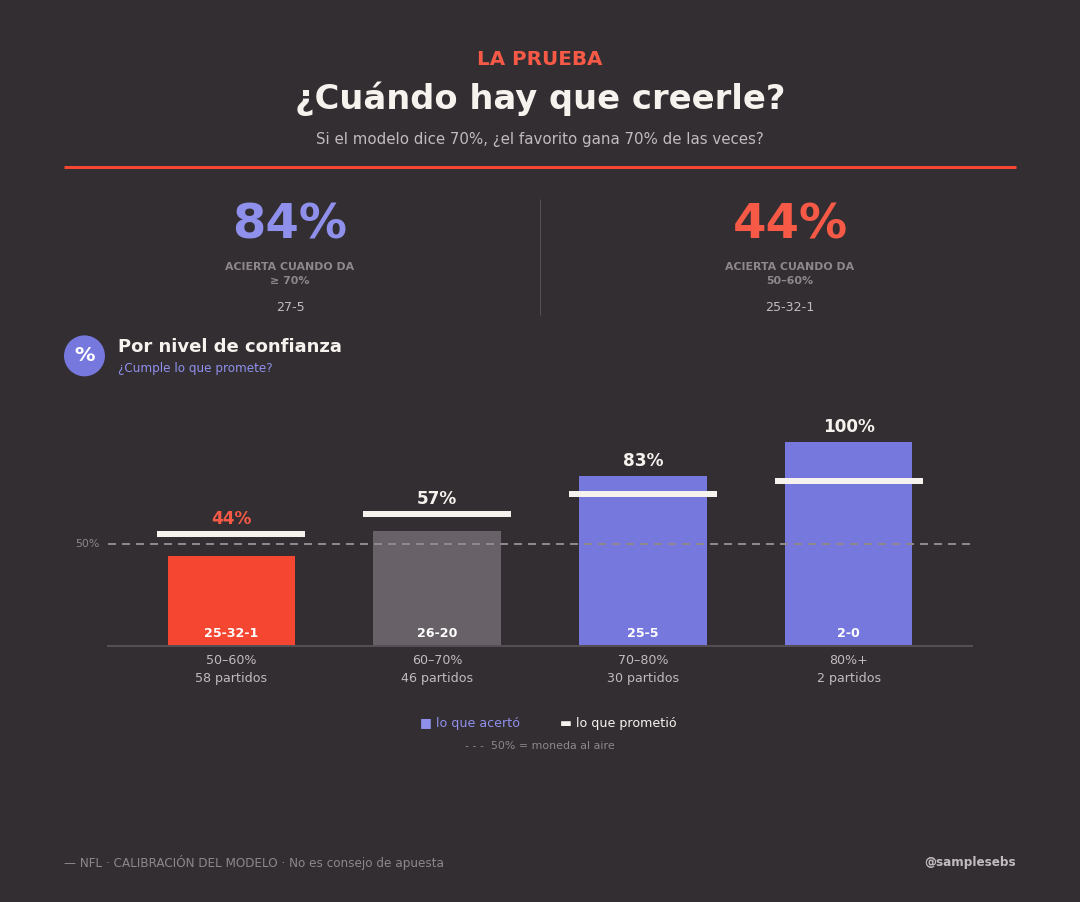 LA PRUEBA
¿Cuándo hay que creerle?
Si el modelo dice 70%, ¿el favorito gana 70% de las veces?
84%
ACIERTA CUANDO DA
≥ 70%
27-5
44%
ACIERTA CUANDO DA
50–60%
25-32-1
%
Por nivel de confianza
¿Cumple lo que promete?
44%
57%
83%
100%
50%
25-32-1
26-20
25-5
2-0
50–60%
58 partidos
60–70%
46 partidos
70–80%
30 partidos
80%+
2 partidos
■ lo que acertó
▬ lo que prometió
- - - 50% = moneda al aire
— NFL · CALIBRACIÓN DEL MODELO · No es consejo de apuesta
@samplesebs